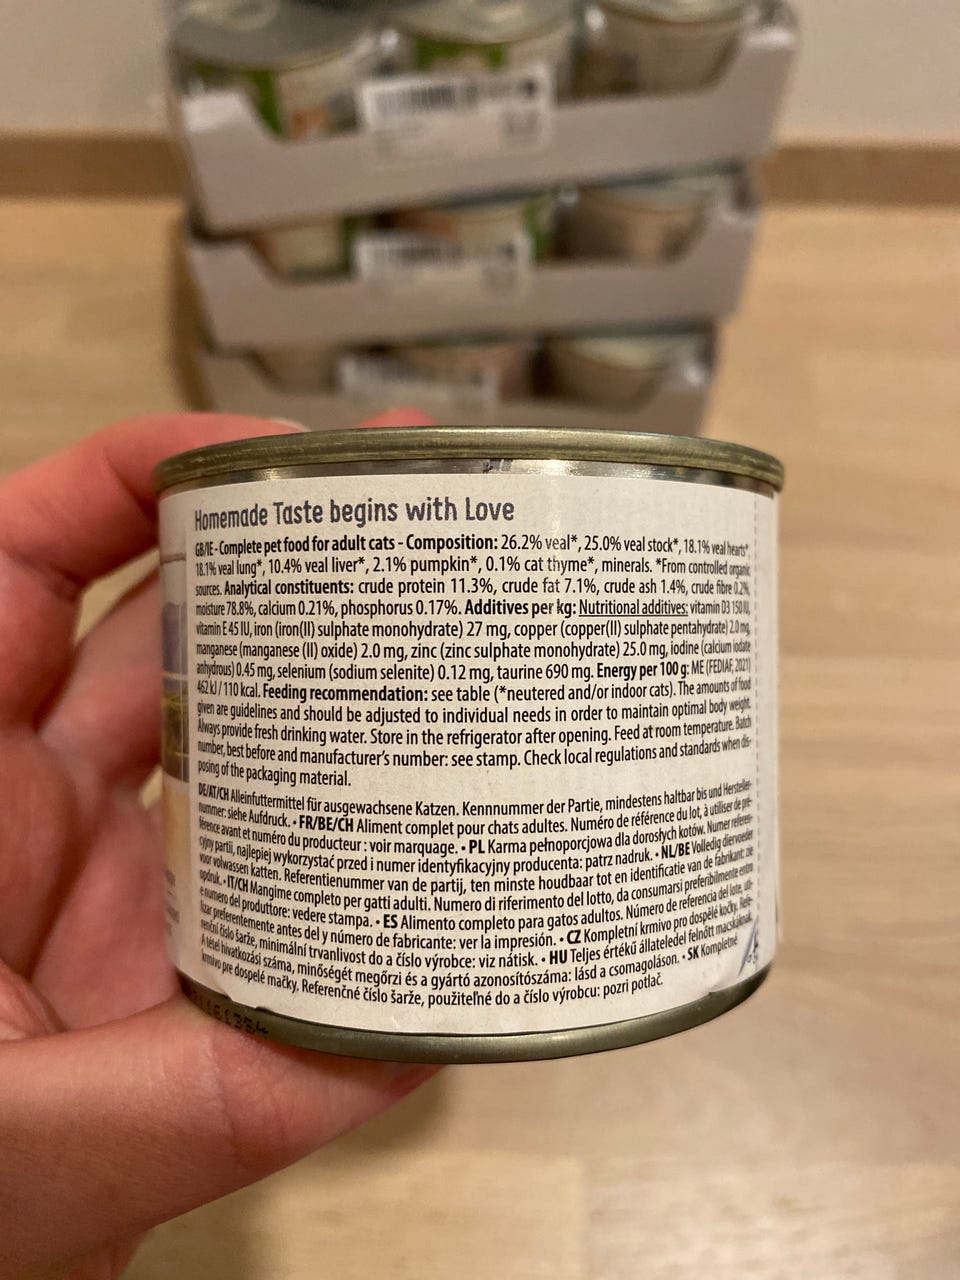 Homemade Taste begins with Love
GB/IE - Complete pet food for adult cats - Composition: 26.2% veal*, 25.0% veal stock*, 18.1% veal hearts*,
18.1% veal lung*, 10.4% veal liver*, 2.1% pumpkin*, 0.1% cat thyme*, minerals. *From controlled organic
sources. Analytical constituents: crude protein 11.3%, crude fat 7.1%, crude ash 1.4%, crude fibre 0.2%,
moisture 78.8%, calcium 0.21%, phosphorus 0.17%. Additives per kg: Nutritional additives: vitamin D3 150 IU,
vitamin E 45 IU, iron (iron(II) sulphate monohydrate) 27 mg, copper (copper(II) sulphate pentahydrate) 2.0 mg,
manganese (manganese (II) oxide) 2.0 mg, zinc (zinc sulphate monohydrate) 25.0 mg, iodine (calcium iodate
anhydrous) 0.45 mg, selenium (sodium selenite) 0.12 mg, taurine 690 mg. Energy per 100 g: ME (FEDIAF, 2021)
462 kJ / 110 kcal. Feeding recommendation: see table (*neutered and/or indoor cats). The amounts of food
given are guidelines and should be adjusted to individual needs in order to maintain optimal body weight.
Always provide fresh drinking water. Store in the refrigerator after opening. Feed at room temperature. Batch
number, best before and manufacturer's number: see stamp. Check local regulations and standards when dis-
posing of the packaging material.
DE/AT/CH Alleinfuttermittel für ausgewachsene Katzen. Kennnummer der Partie, mindestens haltbar bis und Hersteller-
nummer: siehe Aufdruck. • FR/BE/CH Aliment complet pour chats adultes. Numéro de référence du lot, à utiliser de pré-
férence avant et numéro du producteur : voir marquage. • PL Karma pełnoporcjowa dla dorosłych kotów. Numer referen-
cyjny partii, najlepiej wykorzystać przed i numer identyfikacyjny producenta: patrz nadruk. • NL/BE Volledig diervoeder
voor volwassen katten. Referentienummer van de partij, ten minste houdbaar tot en identificatie van de fabrikant: zie
opdruk. • IT/CH Mangime completo per gatti adulti. Numero di riferimento del lotto, da consumarsi preferibilmente entro
e numero del produttore: vedere stampa. • ES Alimento completo para gatos adultos. Número de referencia del lote, uti-
lizar preferentemente antes del y número de fabricante: ver la impresión. • CZ Kompletní krmivo pro dospělé kočky. Refe-
renční číslo šarže, minimální trvanlivost do a číslo výrobce: viz nátisk. • HU Teljes értékű állateledel felnőtt macskáknak.
A tétel hivatkozási száma, minőségét megőrzi és a gyártó azonosítószáma: lásd a csomagoláson. • SK Kompletné
krmivo pre dospelé mačky. Referenčné číslo šarže, použiteľné do a číslo výrobcu: pozri potlač.